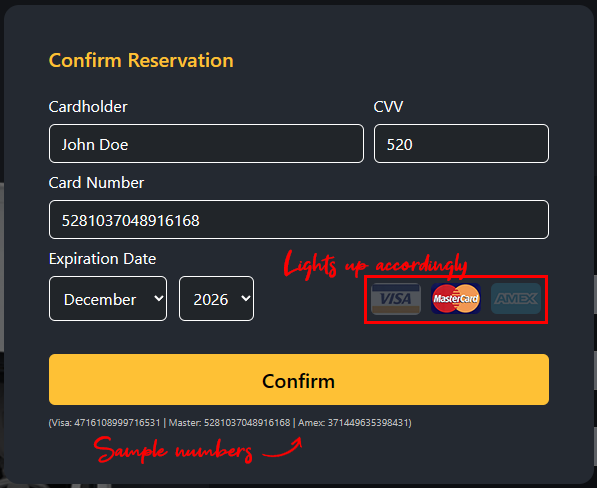 Confirm Reservation
Cardholder CVV
John Doe 520
Card Number
5281037048916168
Expiration Date
Lights up accordingly
December 2026 VISA MasterCard AMEX
Confirm
(Visa: 4716108999716531 | Master: 5281037048916168 | Amex: 371449635398431)
Sample numbers